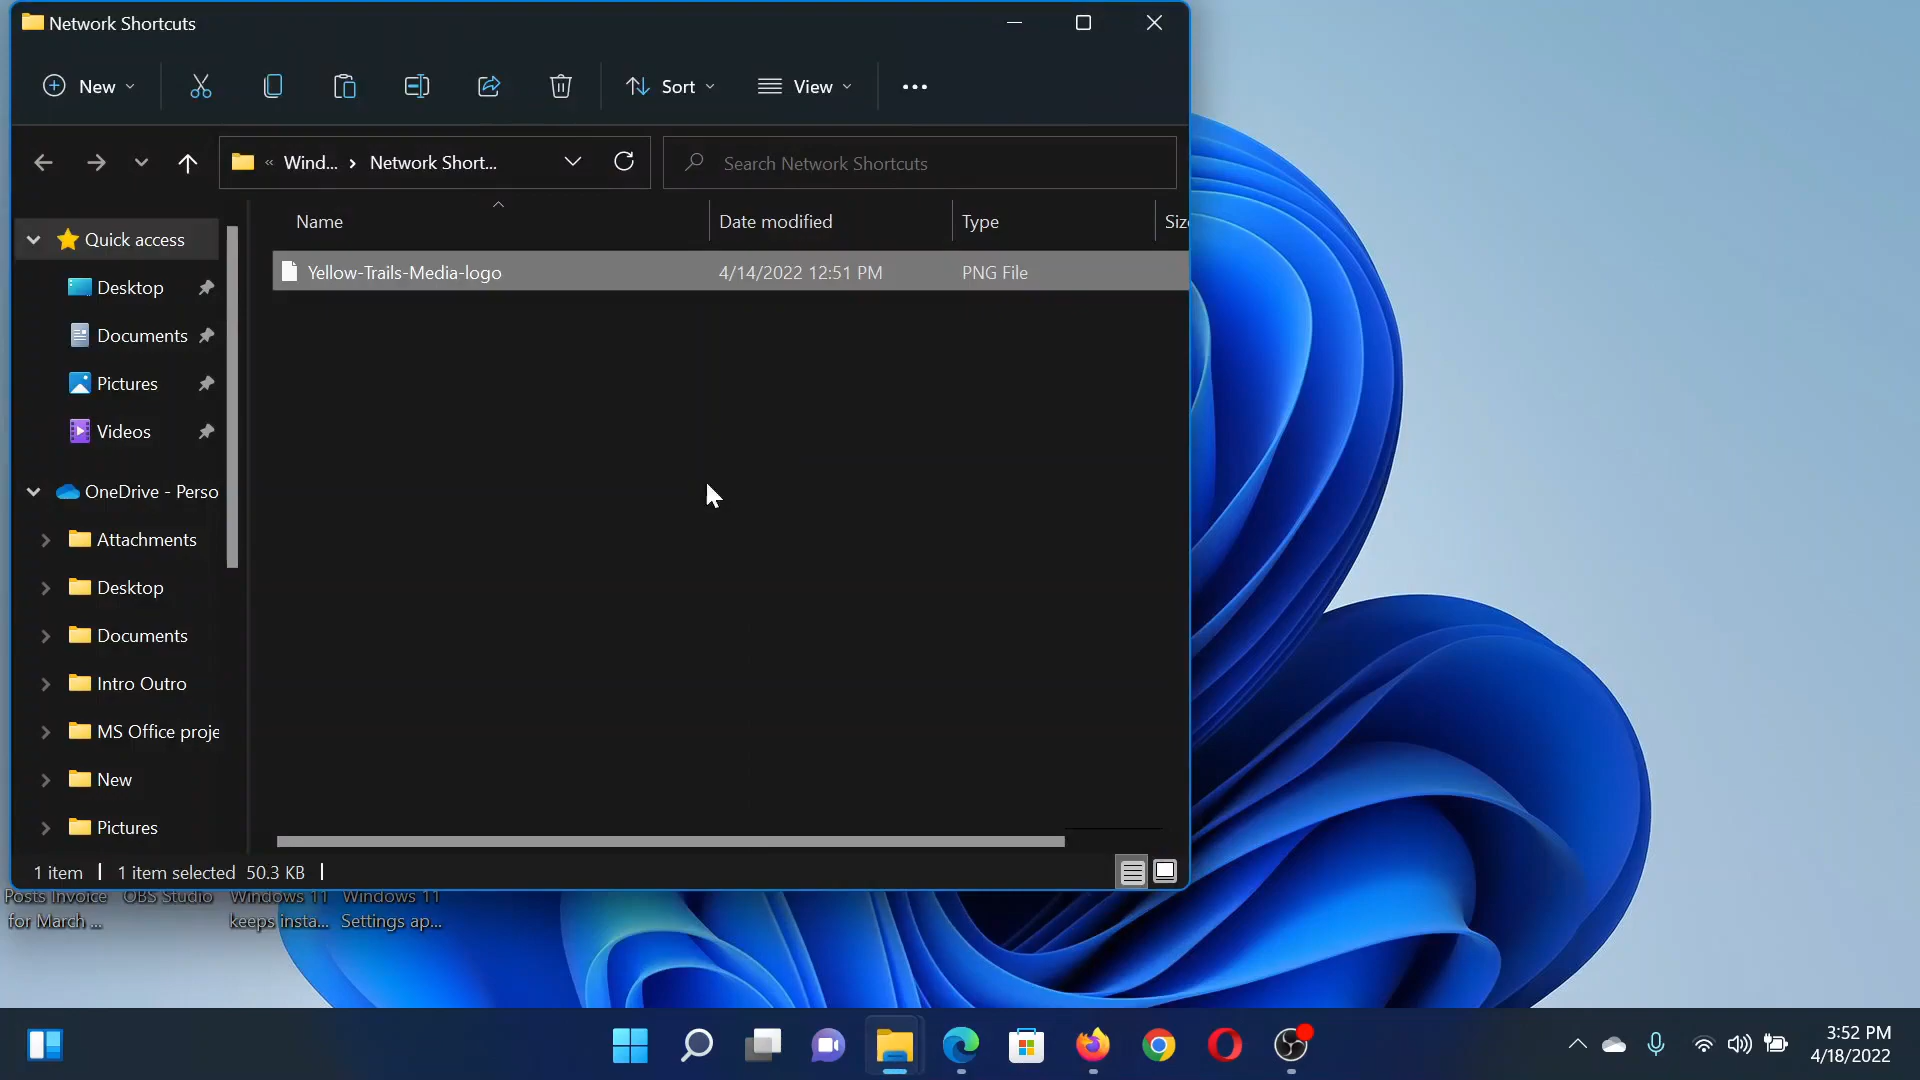 Network Shortcuts
New
Sort
View
« Wind... > Network Short...
Search Network Shortcuts
Name
Date modified
Type
Siz
Yellow-Trails-Media-logo
4/14/2022 12:51 PM
PNG File
Quick access
Desktop
Documents
Pictures
Videos
OneDrive - Perso
Attachments
Desktop
Documents
Intro Outro
MS Office proje
New
Pictures
1 item
1 item selected 50.3 KB
Posts Invoice
for March ...
OBS Studio
Windows 11
keeps insta...
Windows 11
Settings ap...
3:52 PM
4/18/2022